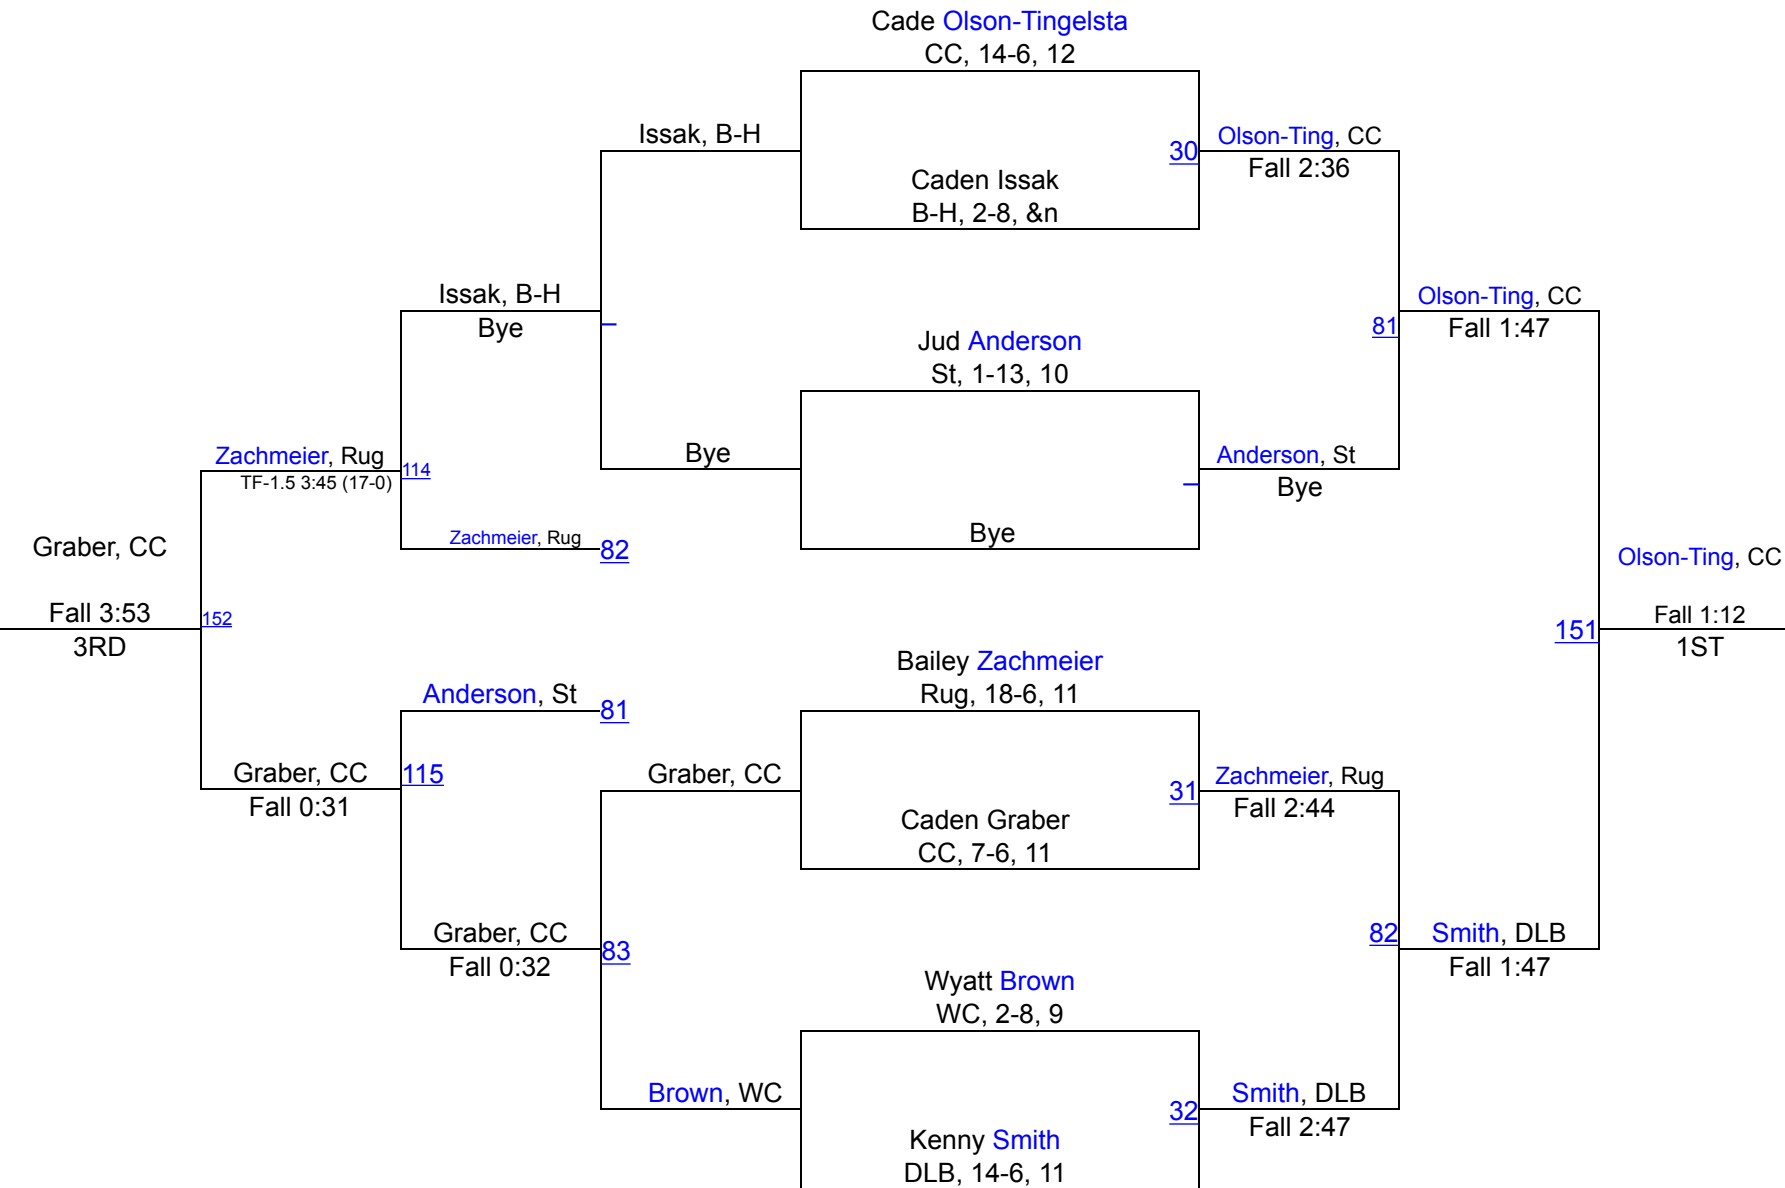 Cade Olson-Tingelsta
CC, 14-6, 12
Issak, B-H
30
Olson-Ting, CC
Fall 2:36
Caden Issak
B-H, 2-8, &n
Issak, B-H
Bye
Olson-Ting, CC
81
Fall 1:47
Jud Anderson
St, 1-13, 10
Zachmeier, Rug
114
TF-1.5 3:45 (17-0)
Bye
Anderson, St
Bye
Bye
Zachmeier, Rug
82
Graber, CC
Fall 3:53
152
3RD
Olson-Ting, CC
151
Fall 1:12
1ST
Bailey Zachmeier
Rug, 18-6, 11
Anderson, St
81
Graber, CC
115
Fall 0:31
Graber, CC
31
Zachmeier, Rug
Fall 2:44
Caden Graber
CC, 7-6, 11
Graber, CC
83
Fall 0:32
82
Smith, DLB
Fall 1:47
Wyatt Brown
WC, 2-8, 9
Brown, WC
32
Smith, DLB
Fall 2:47
Kenny Smith
DLB, 14-6, 11